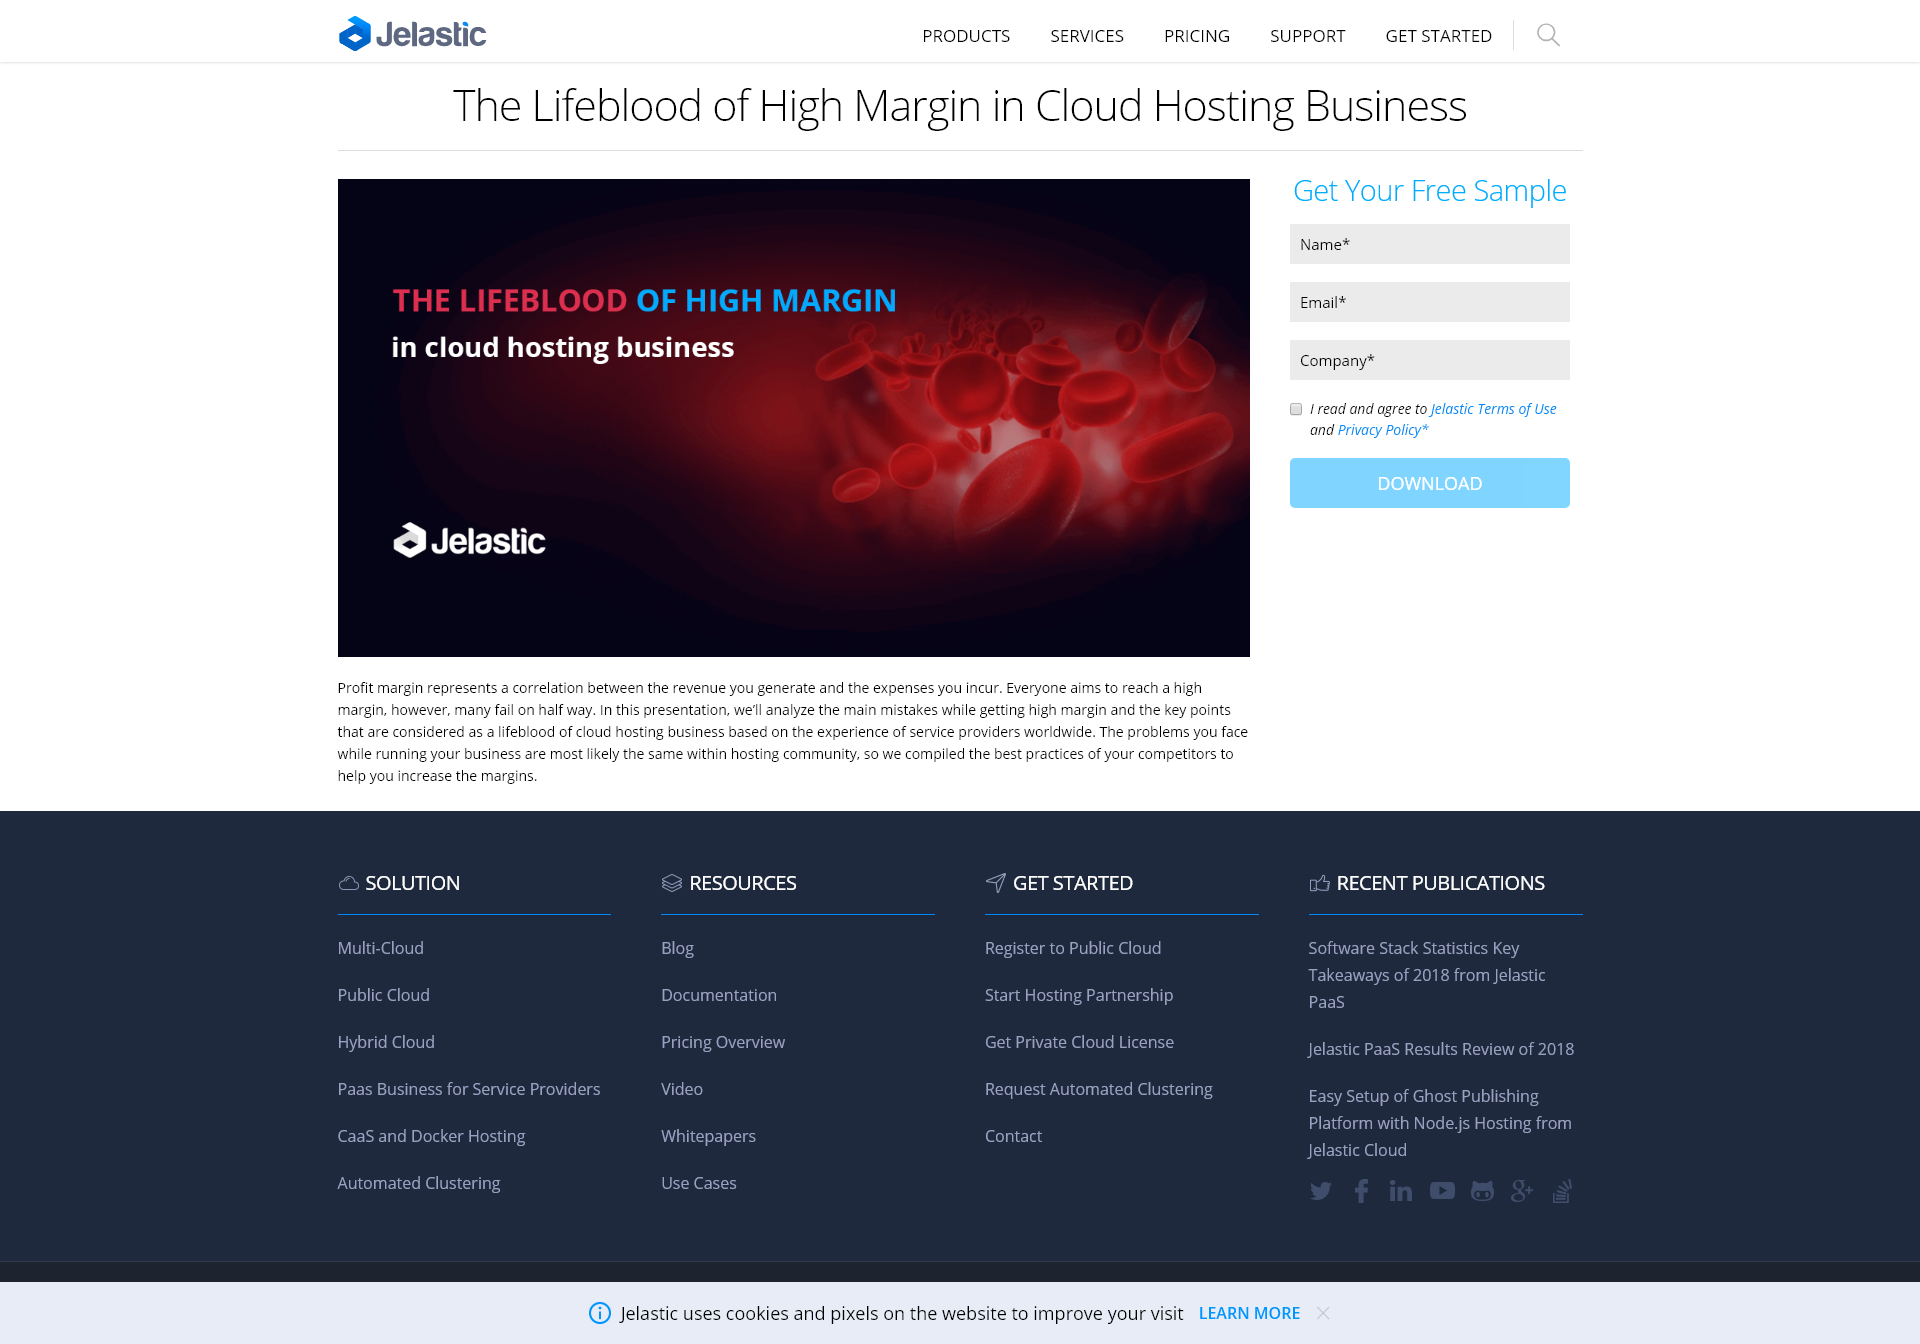 Jelastic
PRODUCTS
SERVICES
PRICING
SUPPORT
GET STARTED
The Lifeblood of High Margin in Cloud Hosting Business
THE LIFEBLOOD OF HIGH MARGIN
in cloud hosting business
Jelastic
Profit margin represents a correlation between the revenue you generate and the expenses you incur. Everyone aims to reach a high
margin, however, many fail on half way. In this presentation, we'll analyze the main mistakes while getting high margin and the key points
that are considered as a lifeblood of cloud hosting business based on the experience of service providers worldwide. The problems you face
while running your business are most likely the same within hosting community, so we compiled the best practices of your competitors to
help you increase the margins.
Get Your Free Sample
Name*
Email*
Company*
I read and agree to Jelastic Terms of Use
and Privacy Policy*
DOWNLOAD
SOLUTION
Multi-Cloud
Public Cloud
Hybrid Cloud
Paas Business for Service Providers
CaaS and Docker Hosting
Automated Clustering
RESOURCES
Blog
Documentation
Pricing Overview
Video
Whitepapers
Use Cases
GET STARTED
Register to Public Cloud
Start Hosting Partnership
Get Private Cloud License
Request Automated Clustering
Contact
RECENT PUBLICATIONS
Software Stack Statistics Key
Takeaways of 2018 from Jelastic
PaaS
Jelastic PaaS Results Review of 2018
Easy Setup of Ghost Publishing
Platform with Node.js Hosting from
Jelastic Cloud
Jelastic uses cookies and pixels on the website to improve your visit LEARN MORE